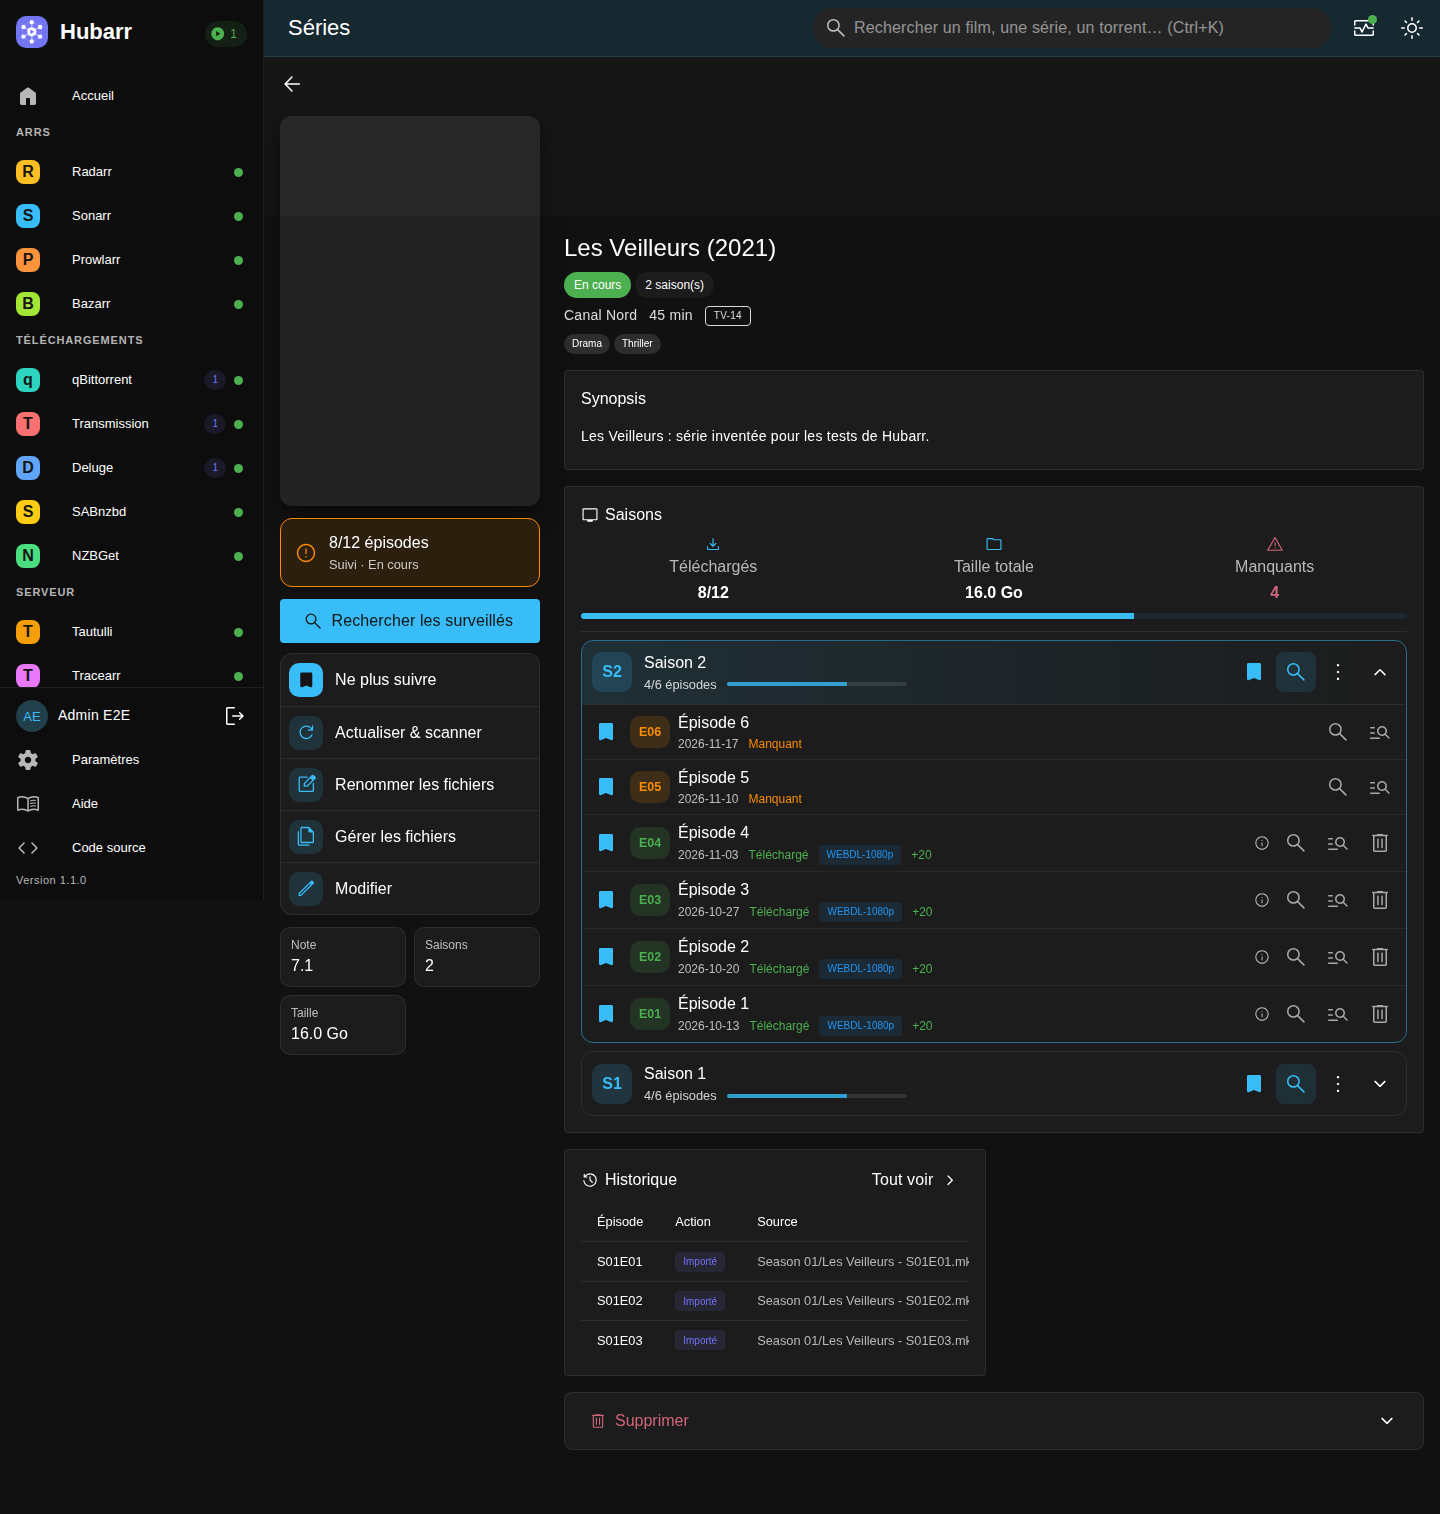 Hubarr
1
Accueil
ARRS
R Radarr
S Sonarr
P Prowlarr
B Bazarr
TÉLÉCHARGEMENTS
q qBittorrent 1
T Transmission 1
D Deluge 1
S SABnzbd
N NZBGet
SERVEUR
T Tautulli
T Tracearr
AE Admin E2E
Paramètres
Aide
Code source
Version 1.1.0
Séries
Rechercher un film, une série, un torrent… (Ctrl+K)
8/12 épisodes
Suivi · En cours
Rechercher les surveillés
Ne plus suivre
Actualiser & scanner
Renommer les fichiers
Gérer les fichiers
Modifier
Note
7.1
Saisons
2
Taille
16.0 Go
Les Veilleurs (2021)
En cours 2 saison(s)
Canal Nord 45 min TV-14
Drama Thriller
Synopsis
Les Veilleurs : série inventée pour les tests de Hubarr.
Saisons
Téléchargés
8/12
Taille totale
16.0 Go
Manquants
4
S2 Saison 2
4/6 épisodes
E06 Épisode 6
2026-11-17 Manquant
E05 Épisode 5
2026-11-10 Manquant
E04 Épisode 4
2026-11-03 Téléchargé WEBDL-1080p +20
E03 Épisode 3
2026-10-27 Téléchargé WEBDL-1080p +20
E02 Épisode 2
2026-10-20 Téléchargé WEBDL-1080p +20
E01 Épisode 1
2026-10-13 Téléchargé WEBDL-1080p +20
S1 Saison 1
4/6 épisodes
Historique Tout voir
Épisode Action Source
S01E01 Importé Season 01/Les Veilleurs - S01E01.mk
S01E02 Importé Season 01/Les Veilleurs - S01E02.mk
S01E03 Importé Season 01/Les Veilleurs - S01E03.mk
Supprimer